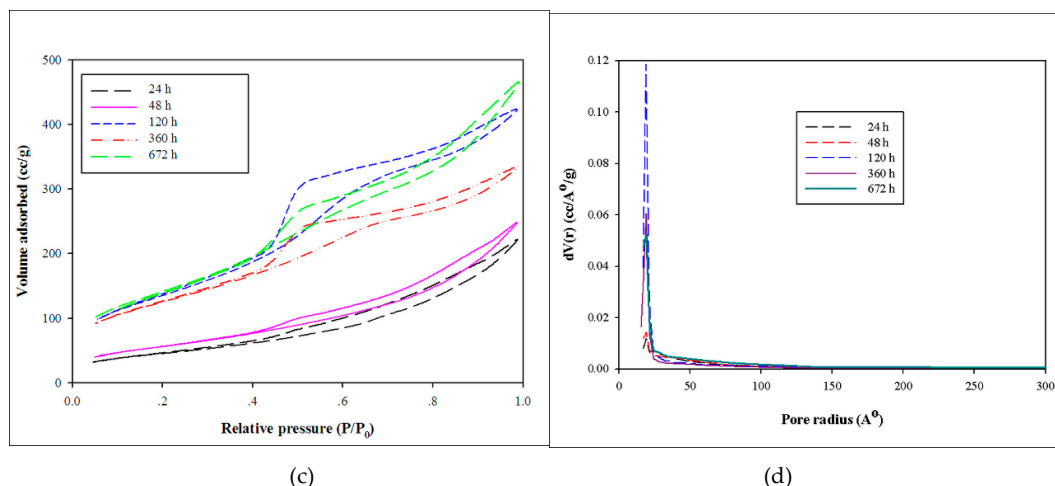 500
400
300
200
100
0
Volume adsorbed (cc/g)
24 h
48 h
120 h
360 h
672 h
0.0 .2 .4 .6 .8 1.0
Relative pressure (P/P0)
(c)
0.12
0.10
0.08
0.06
0.04
0.02
0.00
dV(r) (cc/A⁰/g)
24 h
48 h
120 h
360 h
672 h
0 50 100 150 200 250 300
Pore radius (A⁰)
(d)